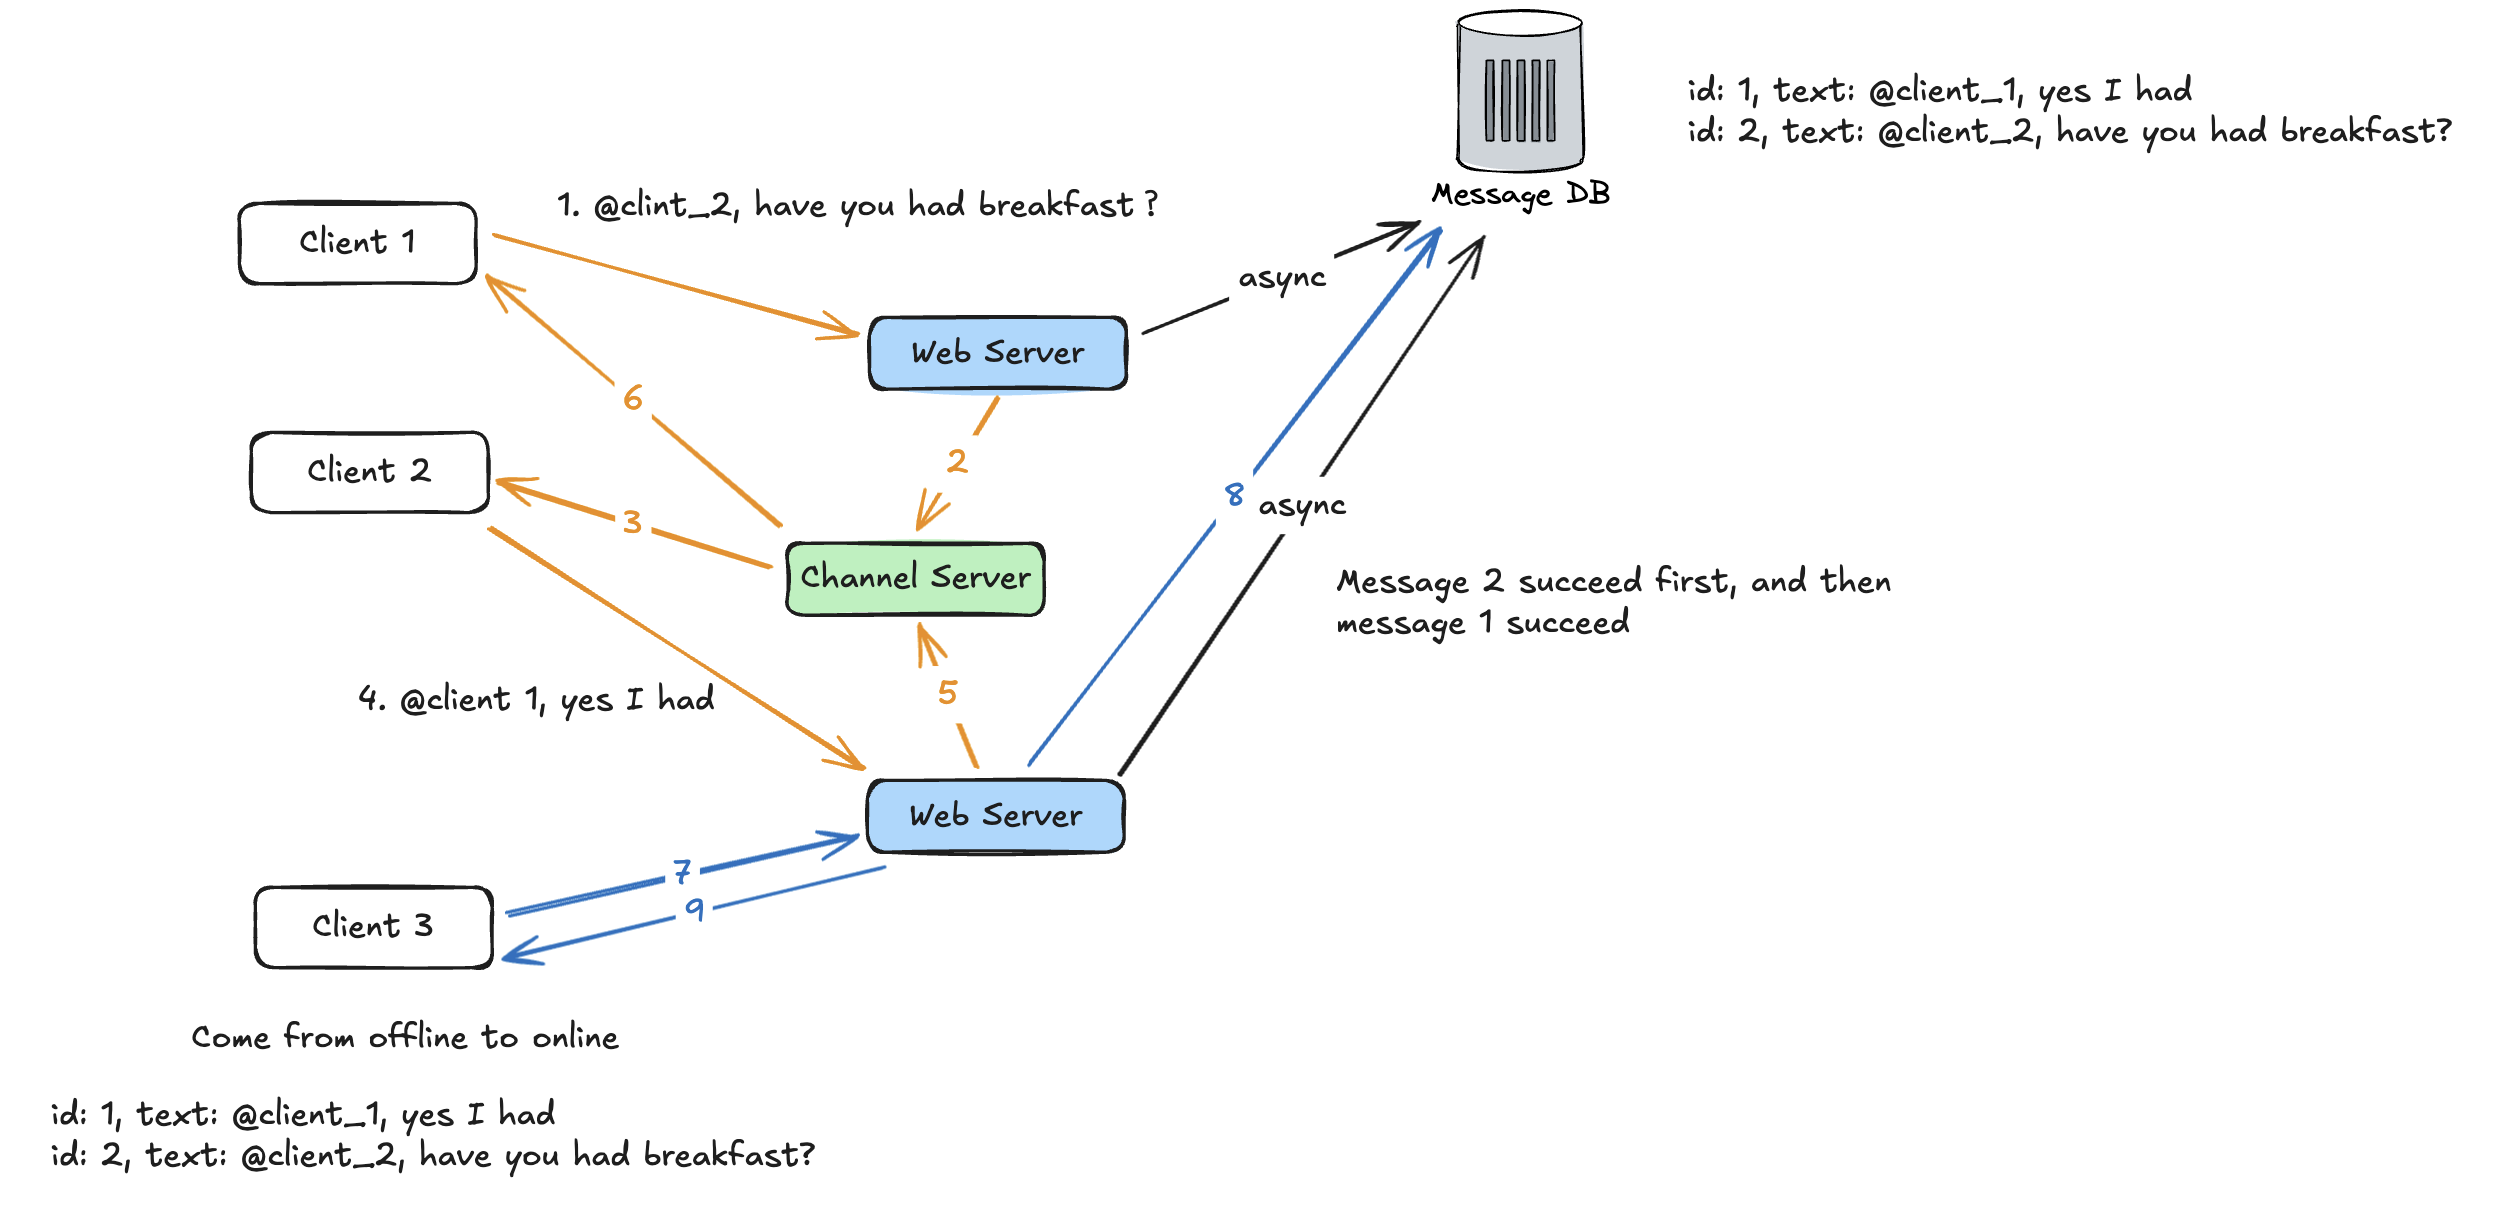 id: 1, text: @client_1, yes I had
id: 2, text: @client_2, have you had breakfast?
Message DB
1. @clint_2, have you had breakfast ?
Client 1
async
Web Server
6
2
Client 2
3
8
async
Channel Server
Message 2 succeed first, and then
message 1 succeed
5
4. @client 1, yes I had
Web Server
7
9
Client 3
Come from offline to online
id: 1, text: @client_1, yes I had
id: 2, text: @client_2, have you had breakfast?